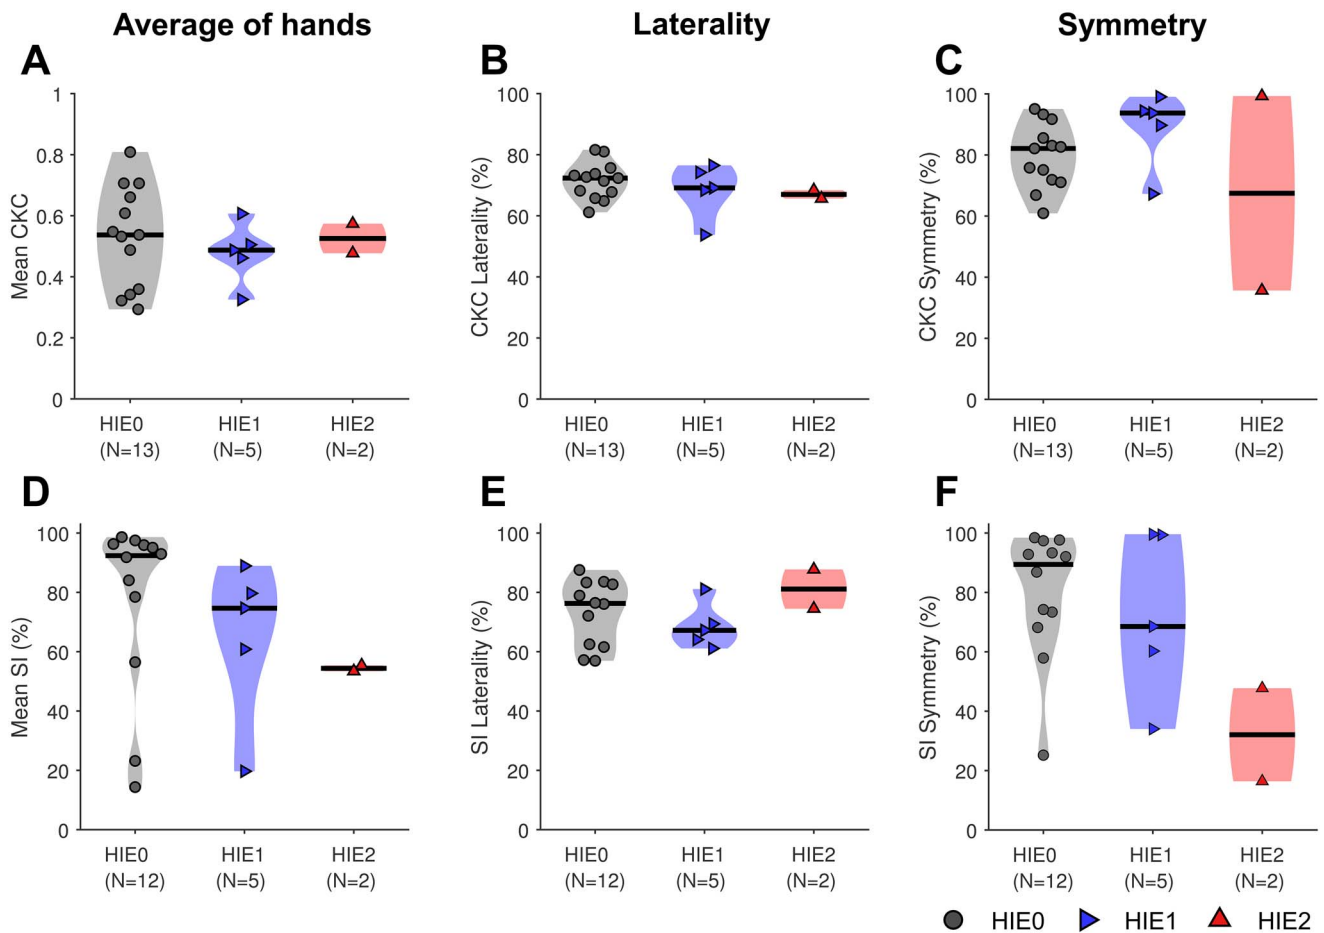 Average of hands
Laterality
Symmetry
A
B
C
Mean CKC
1
0.8
0.6
0.4
0.2
0
HIE0
(N=13)
HIE1
(N=5)
HIE2
(N=2)
CKC Laterality (%)
100
80
60
40
20
0
HIE0
(N=13)
HIE1
(N=5)
HIE2
(N=2)
CKC Symmetry (%)
100
80
60
40
20
0
HIE0
(N=13)
HIE1
(N=5)
HIE2
(N=2)
D
E
F
Mean SI (%)
100
80
60
40
20
0
HIE0
(N=12)
HIE1
(N=5)
HIE2
(N=2)
SI Laterality (%)
100
80
60
40
20
0
HIE0
(N=12)
HIE1
(N=5)
HIE2
(N=2)
SI Symmetry (%)
100
80
60
40
20
0
HIE0
(N=12)
HIE1
(N=5)
HIE2
(N=2)
HIE0 HIE1 HIE2